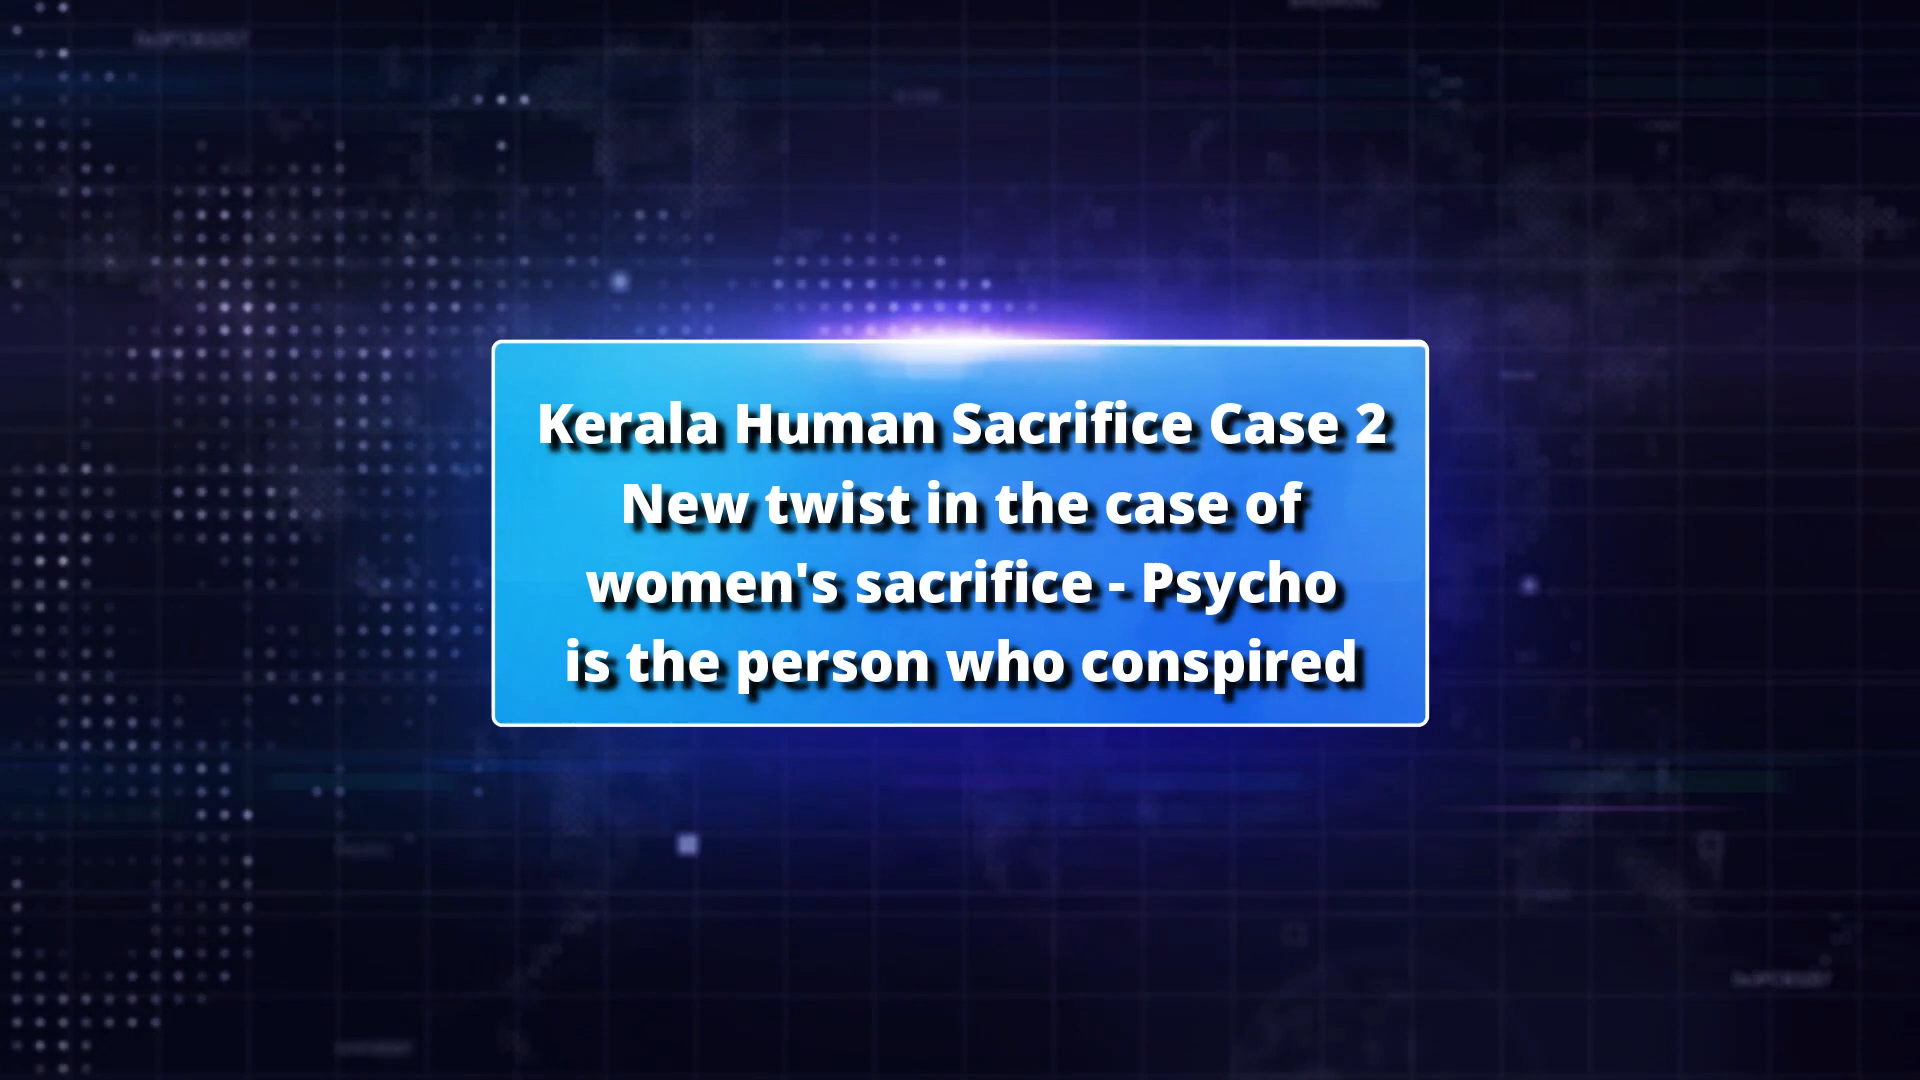 Kerala Human Sacrifice Case 2
New twist in the case of
women's sacrifice - Psycho
is the person who conspired